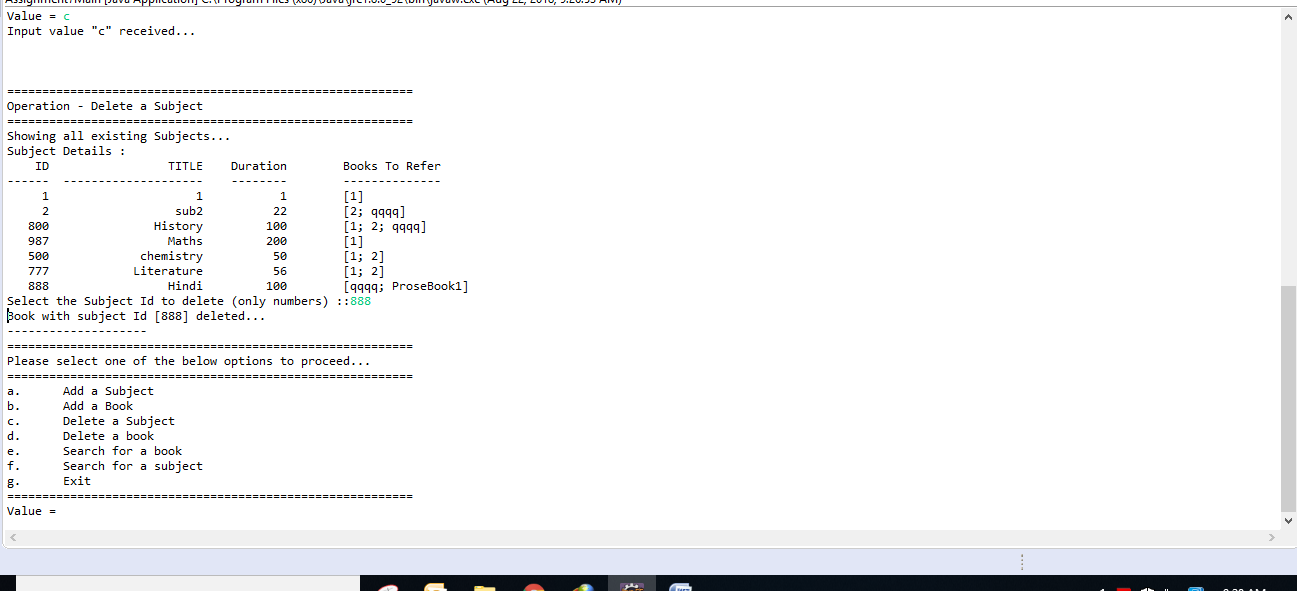 Value = c
Input value "c" received...
========================================================== 
Operation - Delete a Subject
==========================================================
Showing all existing Subjects...
Subject Details :
ID TITLE Duration Books To Refer
------ -------------------- -------- --------------
1 1 1 [1]
2 sub2 22 [2; qqqq]
800 History 100 [1; 2; qqqq]
987 Maths 200 [1]
500 chemistry 50 [1; 2]
777 Literature 56 [1; 2]
888 Hindi 100 [qqqq; ProseBook1]
Select the Subject Id to delete (only numbers) ::888
Book with subject Id [888] deleted...
--------------------
==========================================================
Please select one of the below options to proceed...
==========================================================
a. Add a Subject
b. Add a Book
c. Delete a Subject
d. Delete a book
e. Search for a book
f. Search for a subject
g. Exit
==========================================================
Value =